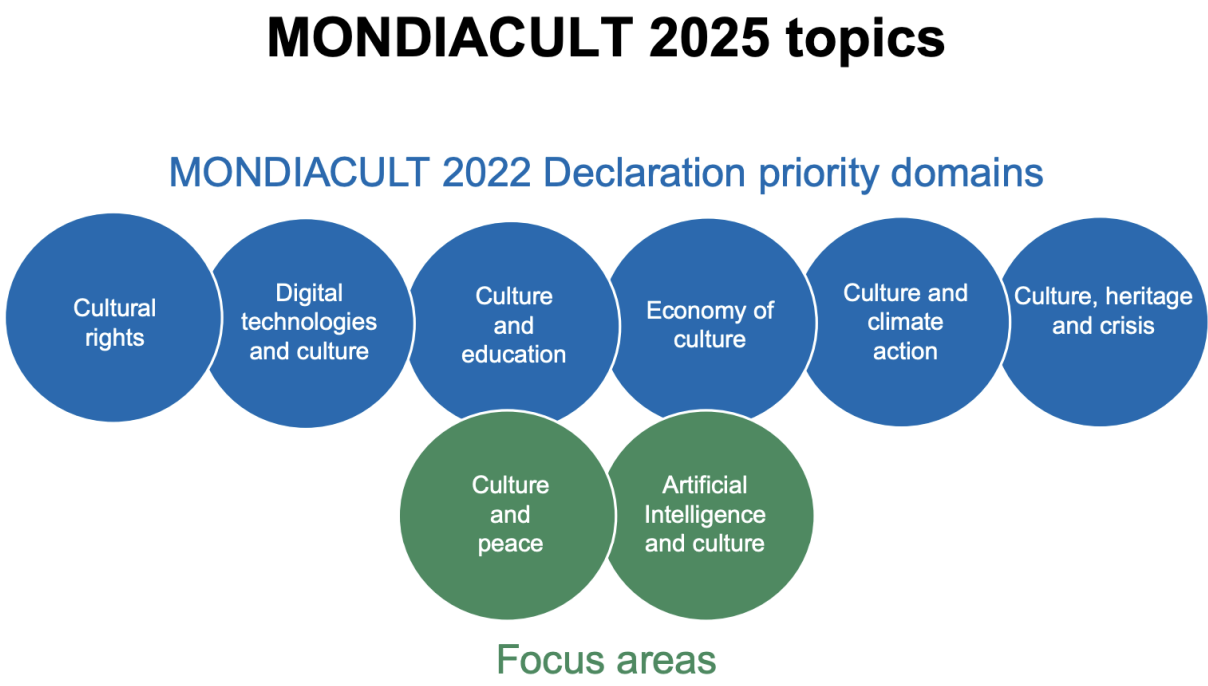 MONDIACULT 2025 topics
MONDIACULT 2022 Declaration priority domains
Cultural
rights
Digital
technologies
and culture
Culture
and
education
Economy of
culture
Culture and
climate
action
Culture, heritage
and crisis
Culture
and
peace
Artificial
Intelligence
and culture
Focus areas